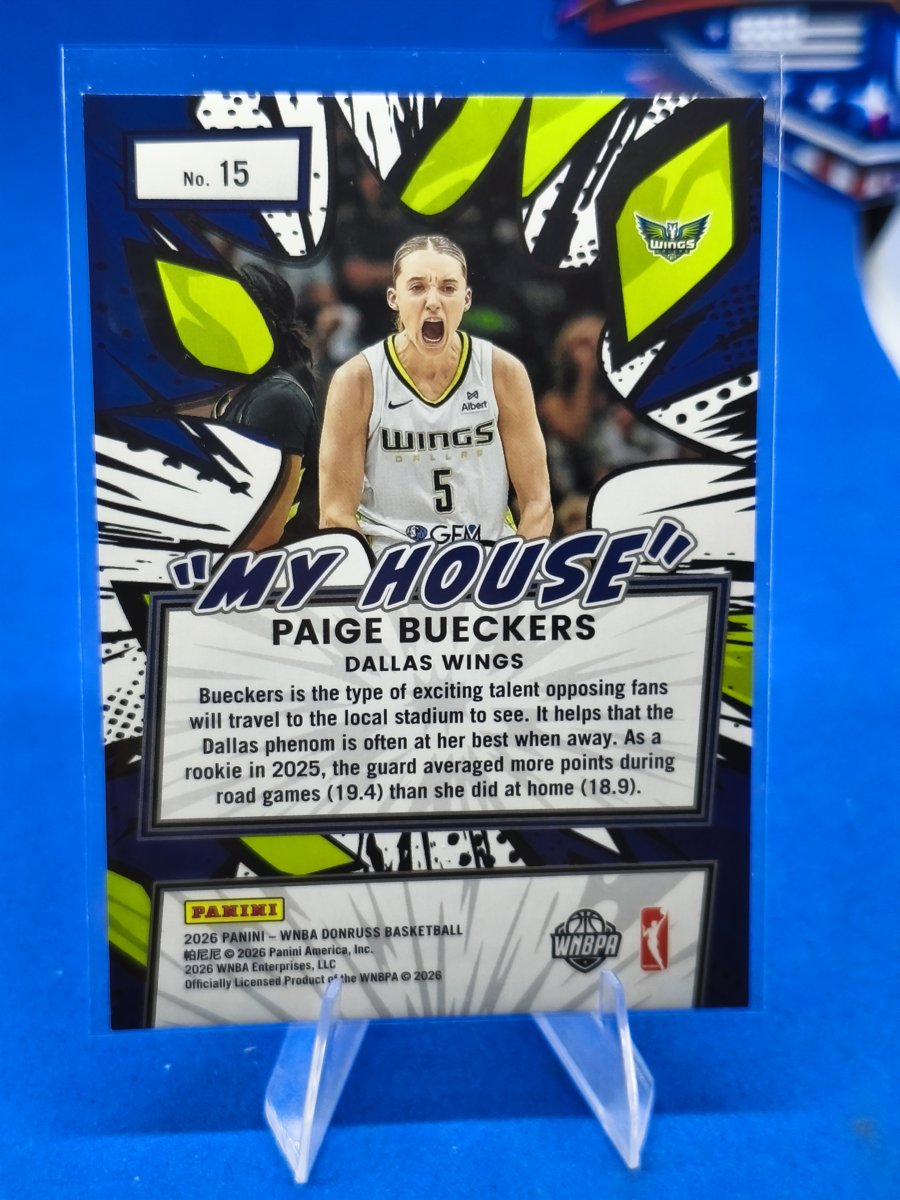 No. 15
WINGS
DALLAS
Albert
WINGS
DALLAS
5
GEM
"MY HOUSE"
PAIGE BUECKERS
DALLAS WINGS
Bueckers is the type of exciting talent opposing fans
will travel to the local stadium to see. It helps that the
Dallas phenom is often at her best when away. As a
rookie in 2025, the guard averaged more points during
road games (19.4) than she did at home (18.9).
PANINI
2026 PANINI – WNBA DONRUSS BASKETBALL
帕尼尼 © 2026 Panini America, Inc.
2026 WNBA Enterprises, LLC
Officially Licensed Product of the WNBPA © 2026
WNBPA